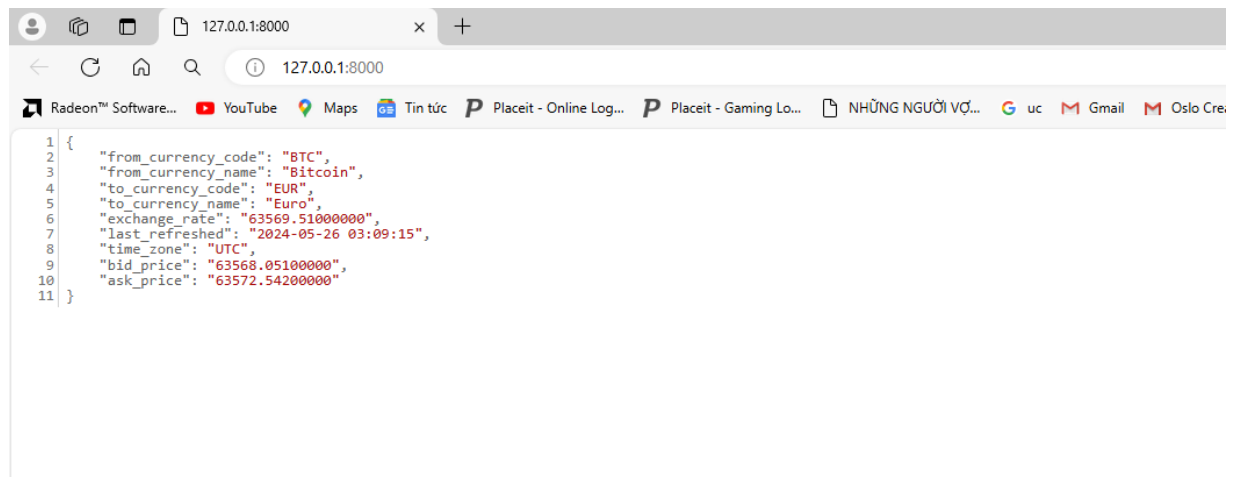 127.0.0.1:8000
127.0.0.1:8000
Radeon™ Software... YouTube Maps Tin tức Placeit - Online Log... Placeit - Gaming Lo... NHỮNG NGƯỜI VỢ... uc Gmail Oslo Cre
1 {
2 "from_currency_code": "BTC",
3 "from_currency_name": "Bitcoin",
4 "to_currency_code": "EUR",
5 "to_currency_name": "Euro",
6 "exchange_rate": "63569.51000000",
7 "last_refreshed": "2024-05-26 03:09:15",
8 "time_zone": "UTC",
9 "bid_price": "63568.05100000",
10 "ask_price": "63572.54200000"
11 }